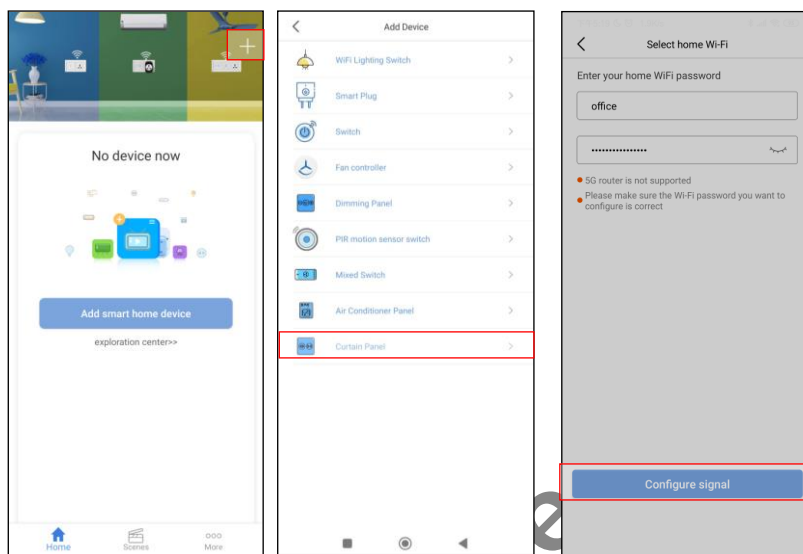 No device now
Add smart home device
exploration center>>
Home
Scenes
More
Add Device
WiFi Lighting Switch
Smart Plug
Switch
Fan controller
Dimming Panel
PIR motion sensor switch
Mixed Switch
Air Conditioner Panel
Curtain Panel
Select home Wi-Fi
Enter your home WiFi password
office
................
5G router is not supported
Please make sure the Wi-Fi password you want to
configure is correct
Configure signal